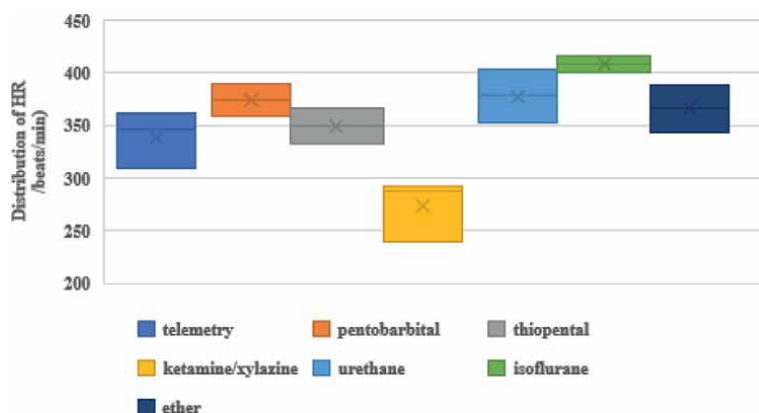 Distribution of HR
/beats/min)
450
400
350
300
250
200
telemetry
pentobarbital
thiopental
ketamine/xylazine
urethane
isoflurane
ether